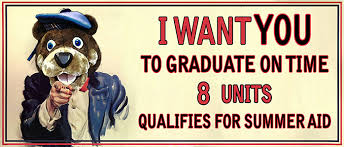 I WANT YOU
TO GRADUATE ON TIME
8 UNITS
QUALIFIES FOR SUMMER AID